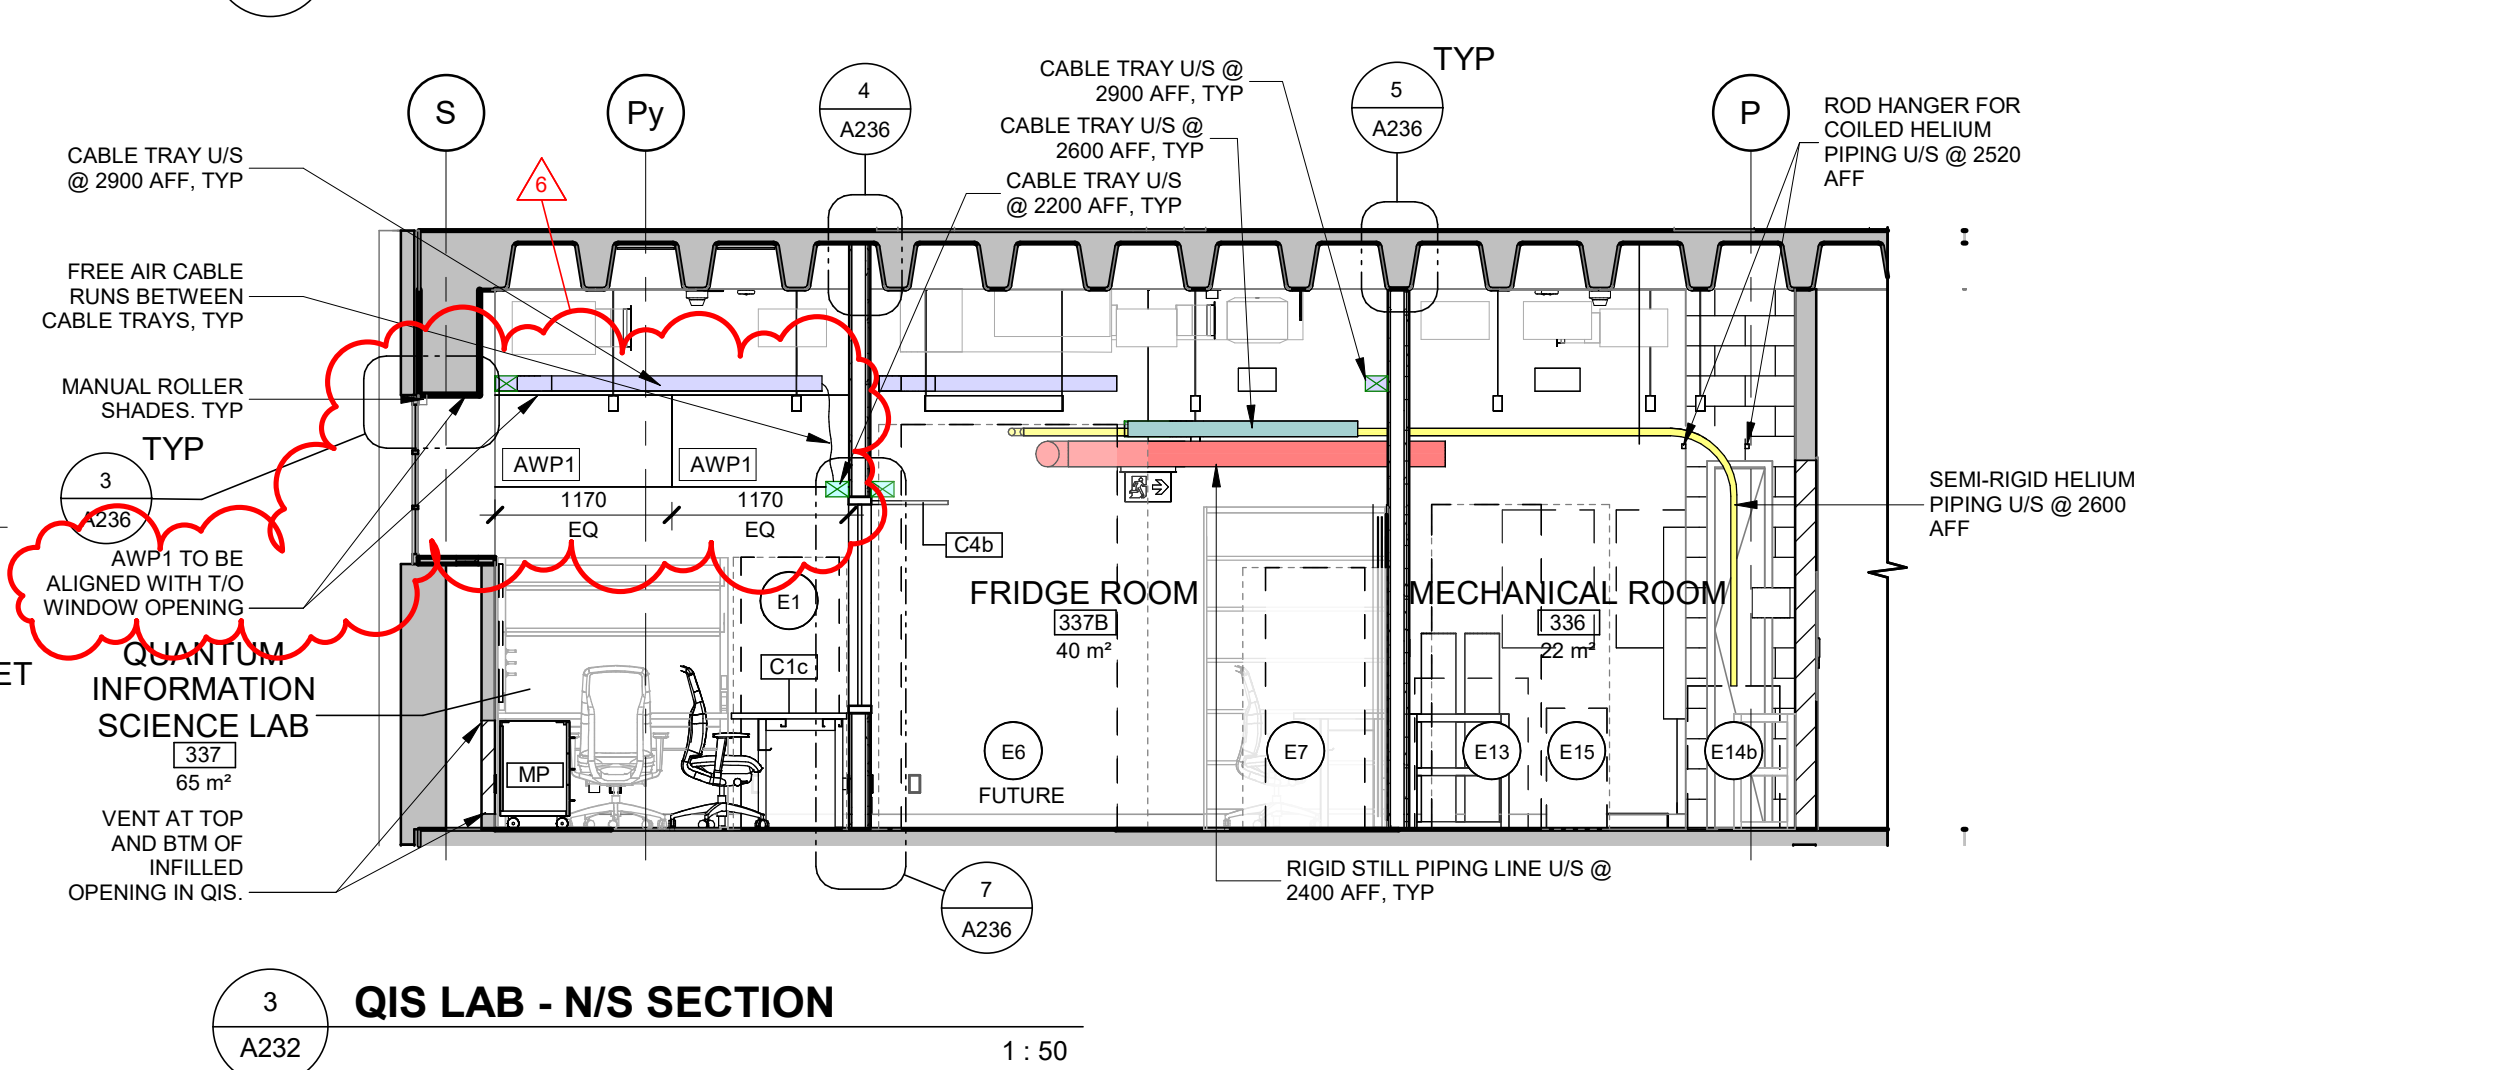 TYP
S
Py
4
A236
5
A236
P
CABLE TRAY U/S @
2900 AFF, TYP
CABLE TRAY U/S @
2600 AFF, TYP
CABLE TRAY U/S
@ 2200 AFF, TYP
ROD HANGER FOR
COILED HELIUM
PIPING U/S @ 2520
AFF
CABLE TRAY U/S
@ 2900 AFF, TYP
6
FREE AIR CABLE
RUNS BETWEEN
CABLE TRAYS, TYP
MANUAL ROLLER
SHADES. TYP
TYP
3
A236
AWP1
AWP1
1170
EQ
1170
EQ
SEMI-RIGID HELIUM
PIPING U/S @ 2600
AFF
C4b
AWP1 TO BE
ALIGNED WITH T/O
WINDOW OPENING
E1
FRIDGE ROOM
337B
40 m²
MECHANICAL ROOM
336
22 m²
ET
QUANTUM
INFORMATION
SCIENCE LAB
337
65 m²
C1c
MP
E6
FUTURE
E7
E13
E15
E14b
VENT AT TOP
AND BTM OF
INFILLED
OPENING IN QIS.
RIGID STILL PIPING LINE U/S @
2400 AFF, TYP
7
A236
3
A232
QIS LAB - N/S SECTION
1 : 50